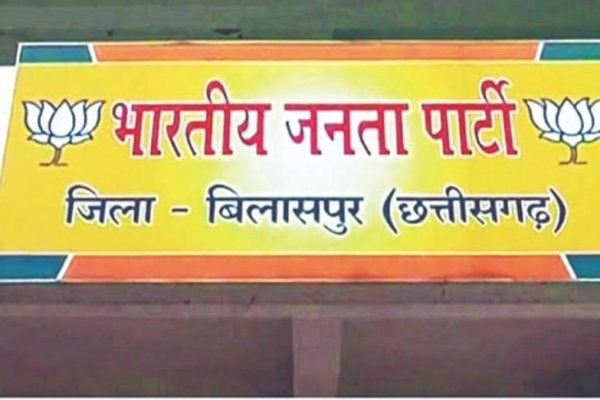 भारतीय जनता पार्टी
जिला - बिलासपुर (छत्तीसगढ़)